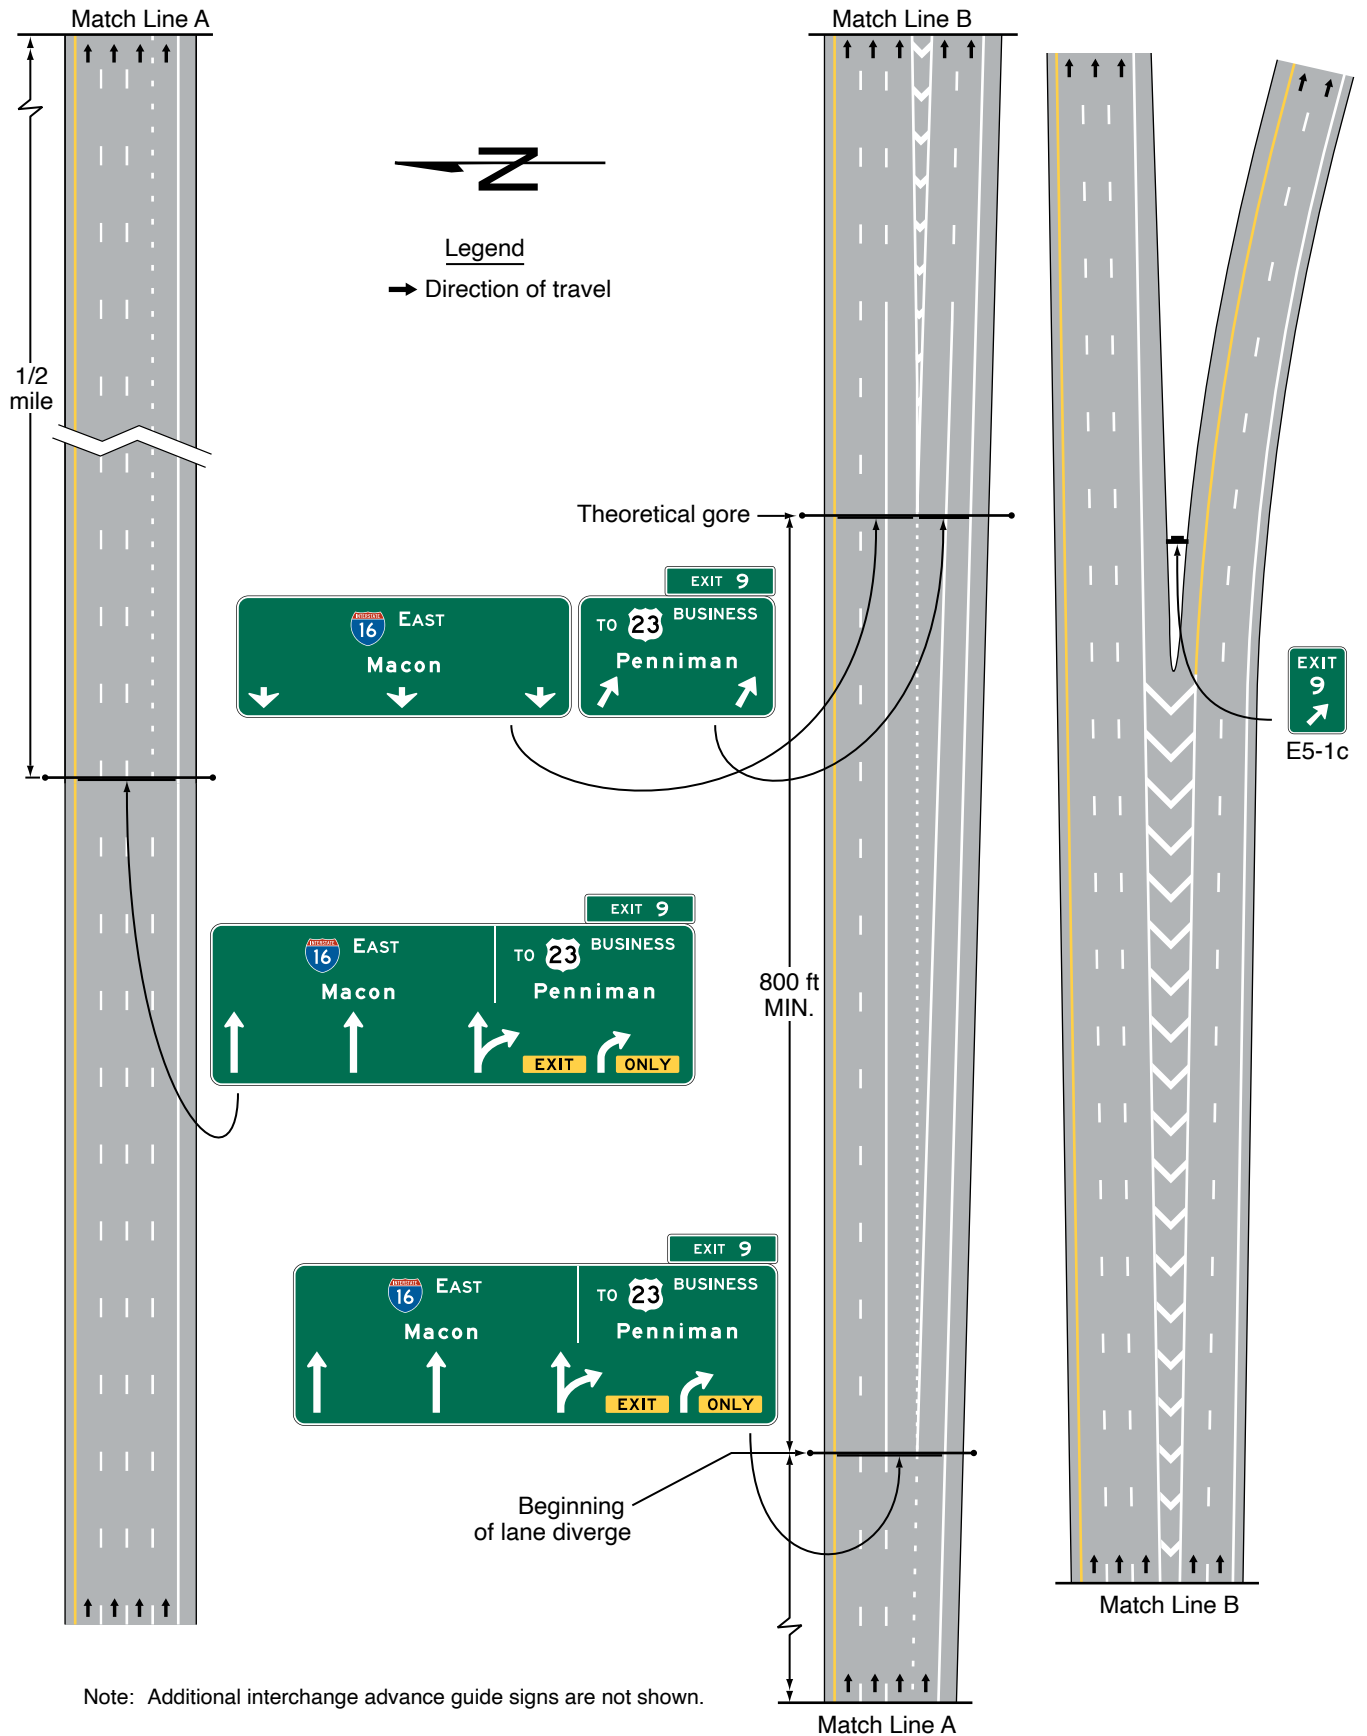 Match Line A
Match Line B
N
Legend
Direction of travel
1/2
mile
Theoretical gore
EXIT 9
INTERSTATE
16
EAST
Macon
TO 23 BUSINESS
Penniman
EXIT
9
E5-1c
EXIT 9
INTERSTATE
16
EAST
Macon
TO 23 BUSINESS
Penniman
EXIT ONLY
800 ft
MIN.
EXIT 9
INTERSTATE
16
EAST
Macon
TO 23 BUSINESS
Penniman
EXIT ONLY
Beginning
of lane diverge
Match Line B
Note: Additional interchange advance guide signs are not shown.
Match Line A